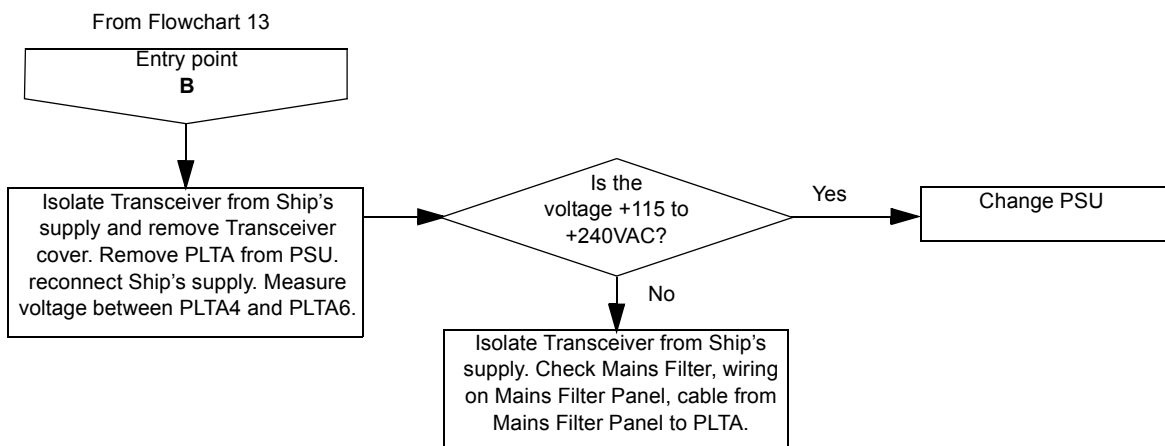 From Flowchart 13
Entry point
B
Isolate Transceiver from Ship's
supply and remove Transceiver
cover. Remove PLTA from PSU.
reconnect Ship's supply. Measure
voltage between PLTA4 and PLTA6.
Is the
voltage +115 to
+240VAC?
Yes
Change PSU
No
Isolate Transceiver from Ship's
supply. Check Mains Filter, wiring
on Mains Filter Panel, cable from
Mains Filter Panel to PLTA.